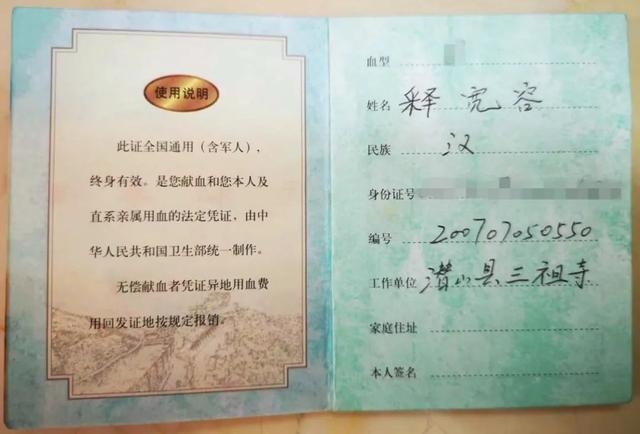 使用说明
此证全国通用（含军人），
终身有效。是您献血和您本人及
直系亲属用血的法定凭证，由中
华人民共和国卫生部统一制作。
无偿献血者凭证异地用血费
用回发证地按规定报销。
血型
姓名 释宽容
民族 汉
身份证号
编号 200707050550
工作单位 潜山县三祖寺
家庭住址
本人签名